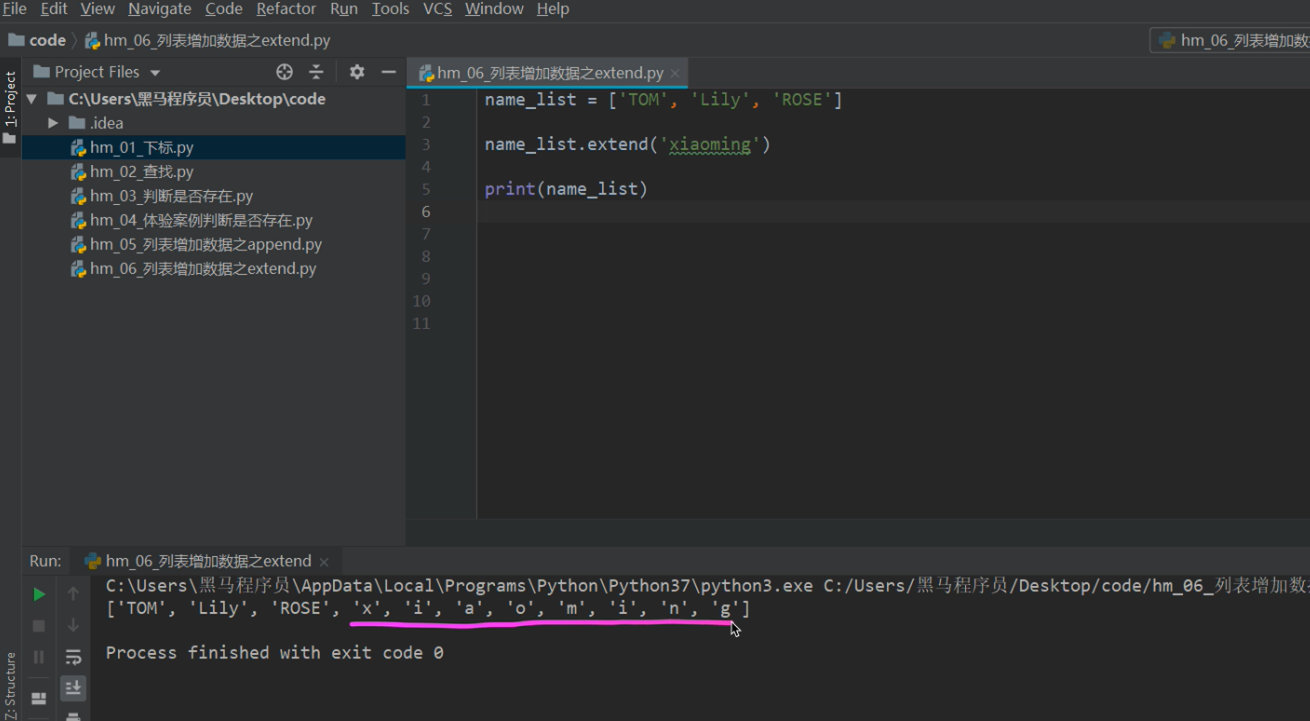 File Edit View Navigate Code Refactor Run Tools VCS Window Help
code hm_06_列表增加数据之extend.py
hm_06_列表增加数
1: Project
Project Files
hm_06_列表增加数据之extend.py
C:\Users\黑马程序员\Desktop\code
.idea
hm_01_下标.py
hm_02_查找.py
hm_03_判断是否存在.py
hm_04_体验案例判断是否存在.py
hm_05_列表增加数据之append.py
hm_06_列表增加数据之extend.py
1 name_list = ['TOM', 'Lily', 'ROSE']
2
3 name_list.extend('xiaoming')
4
5 print(name_list)
6
7
8
9
10
11
Run: hm_06_列表增加数据之extend
C:\Users\黑马程序员\AppData\Local\Programs\Python\Python37\python3.exe C:/Users/黑马程序员/Desktop/code/hm_06_列表增加数
['TOM', 'Lily', 'ROSE', 'x', 'i', 'a', 'o', 'm', 'i', 'n', 'g']
Process finished with exit code 0
Z: Structure